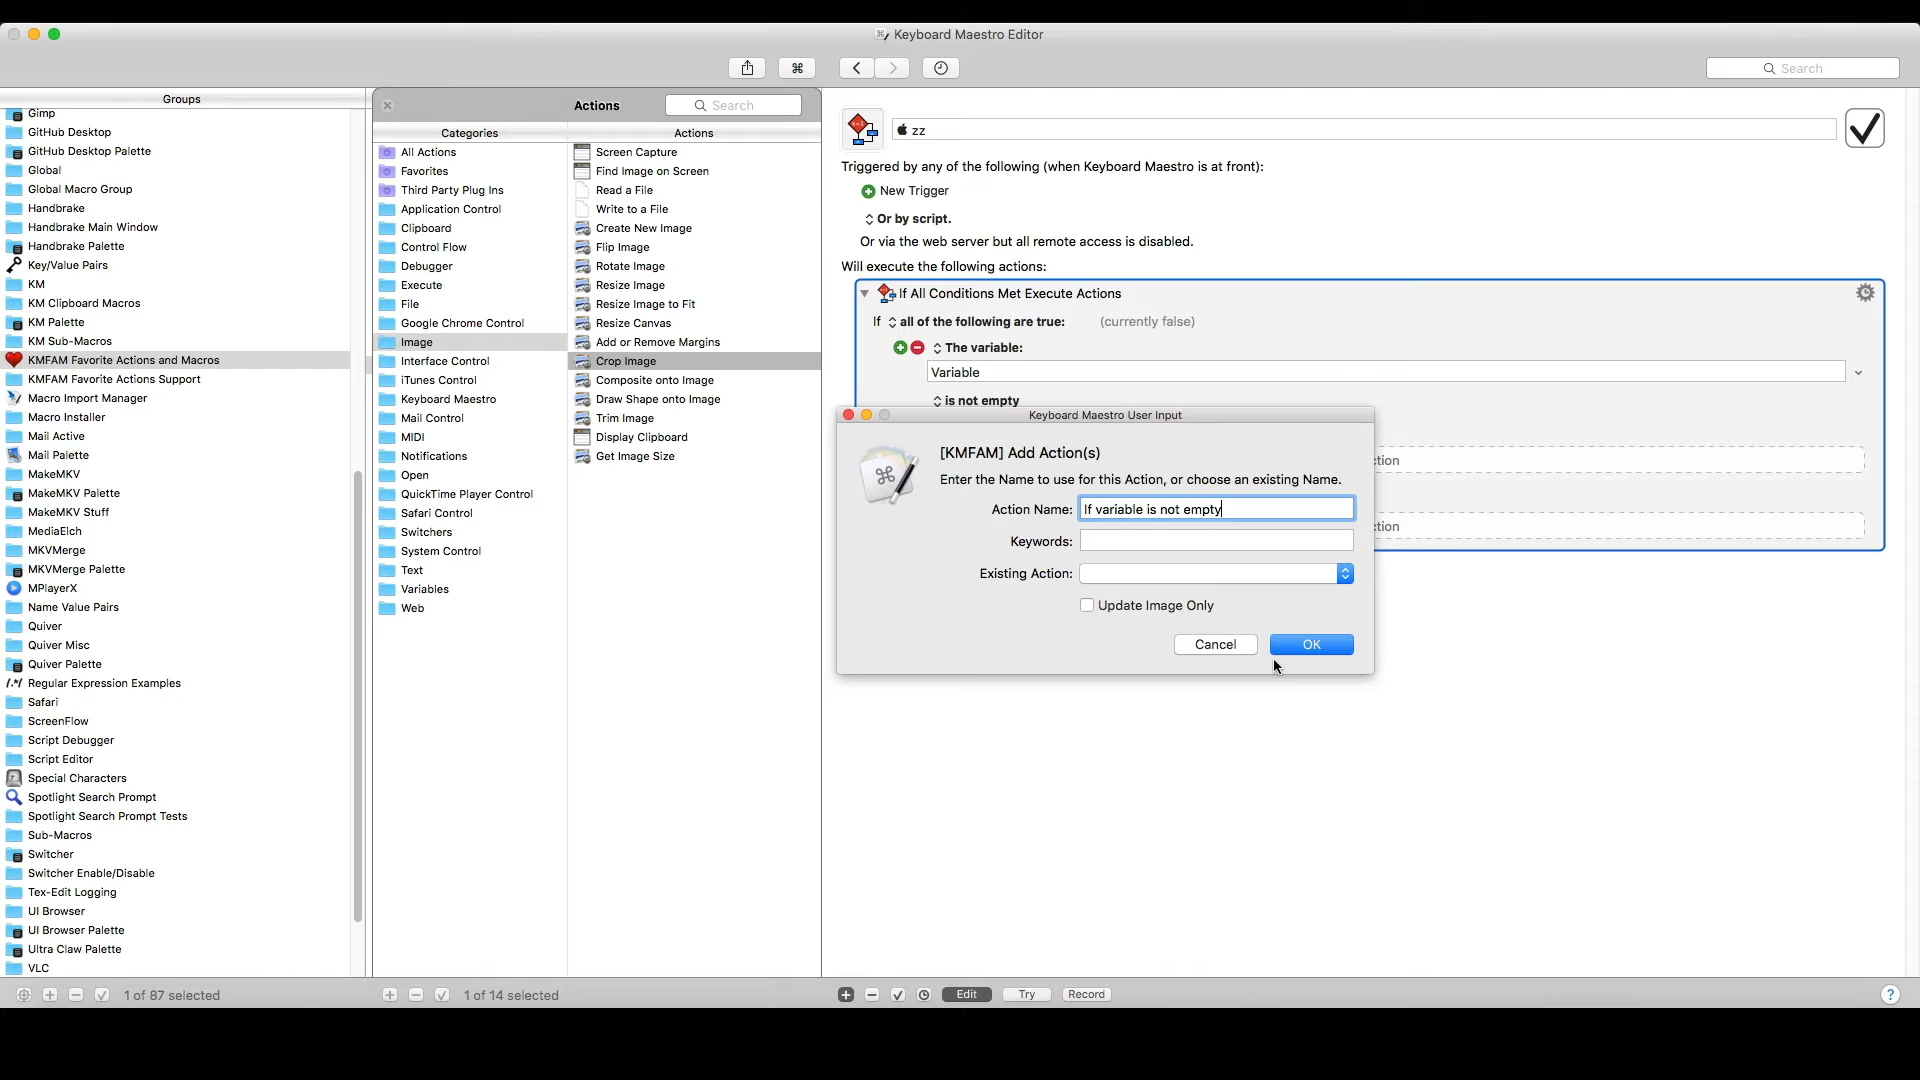 Keyboard Maestro Editor
Search
Groups
Gimp
GitHub Desktop
GitHub Desktop Palette
Global
Global Macro Group
Handbrake
Handbrake Main Window
Handbrake Palette
Key/Value Pairs
KM
KM Clipboard Macros
KM Palette
KM Sub-Macros
KMFAM Favorite Actions and Macros
KMFAM Favorite Actions Support
Macro Import Manager
Macro Installer
Mail Active
Mail Palette
MakeMKV
MakeMKV Palette
MakeMKV Stuff
MediaElch
MKVMerge
MKVMerge Palette
MPlayerX
Name Value Pairs
Quiver
Quiver Misc
Quiver Palette
Regular Expression Examples
Safari
ScreenFlow
Script Debugger
Script Editor
Special Characters
Spotlight Search Prompt
Spotlight Search Prompt Tests
Sub-Macros
Switcher
Switcher Enable/Disable
Tex-Edit Logging
UI Browser
UI Browser Palette
Ultra Claw Palette
VLC
1 of 87 selected
Actions
Search
Categories
All Actions
Favorites
Third Party Plug Ins
Application Control
Clipboard
Control Flow
Debugger
Execute
File
Google Chrome Control
Image
Interface Control
iTunes Control
Keyboard Maestro
Mail Control
MIDI
Notifications
Open
QuickTime Player Control
Safari Control
Switchers
System Control
Text
Variables
Web
Actions
Screen Capture
Find Image on Screen
Read a File
Write to a File
Create New Image
Flip Image
Rotate Image
Resize Image
Resize Image to Fit
Resize Canvas
Add or Remove Margins
Crop Image
Composite onto Image
Draw Shape onto Image
Trim Image
Display Clipboard
Get Image Size
1 of 14 selected
zz
Triggered by any of the following (when Keyboard Maestro is at front):
New Trigger
Or by script.
Or via the web server but all remote access is disabled.
Will execute the following actions:
If All Conditions Met Execute Actions
If all of the following are true: (currently false)
The variable:
Variable
is not empty
Keyboard Maestro User Input
[KMFAM] Add Action(s)
Enter the Name to use for this Action, or choose an existing Name.
Action Name: If variable is not empty
Keywords:
Existing Action:
Update Image Only
Cancel OK
ction
ction
Edit Try Record
?